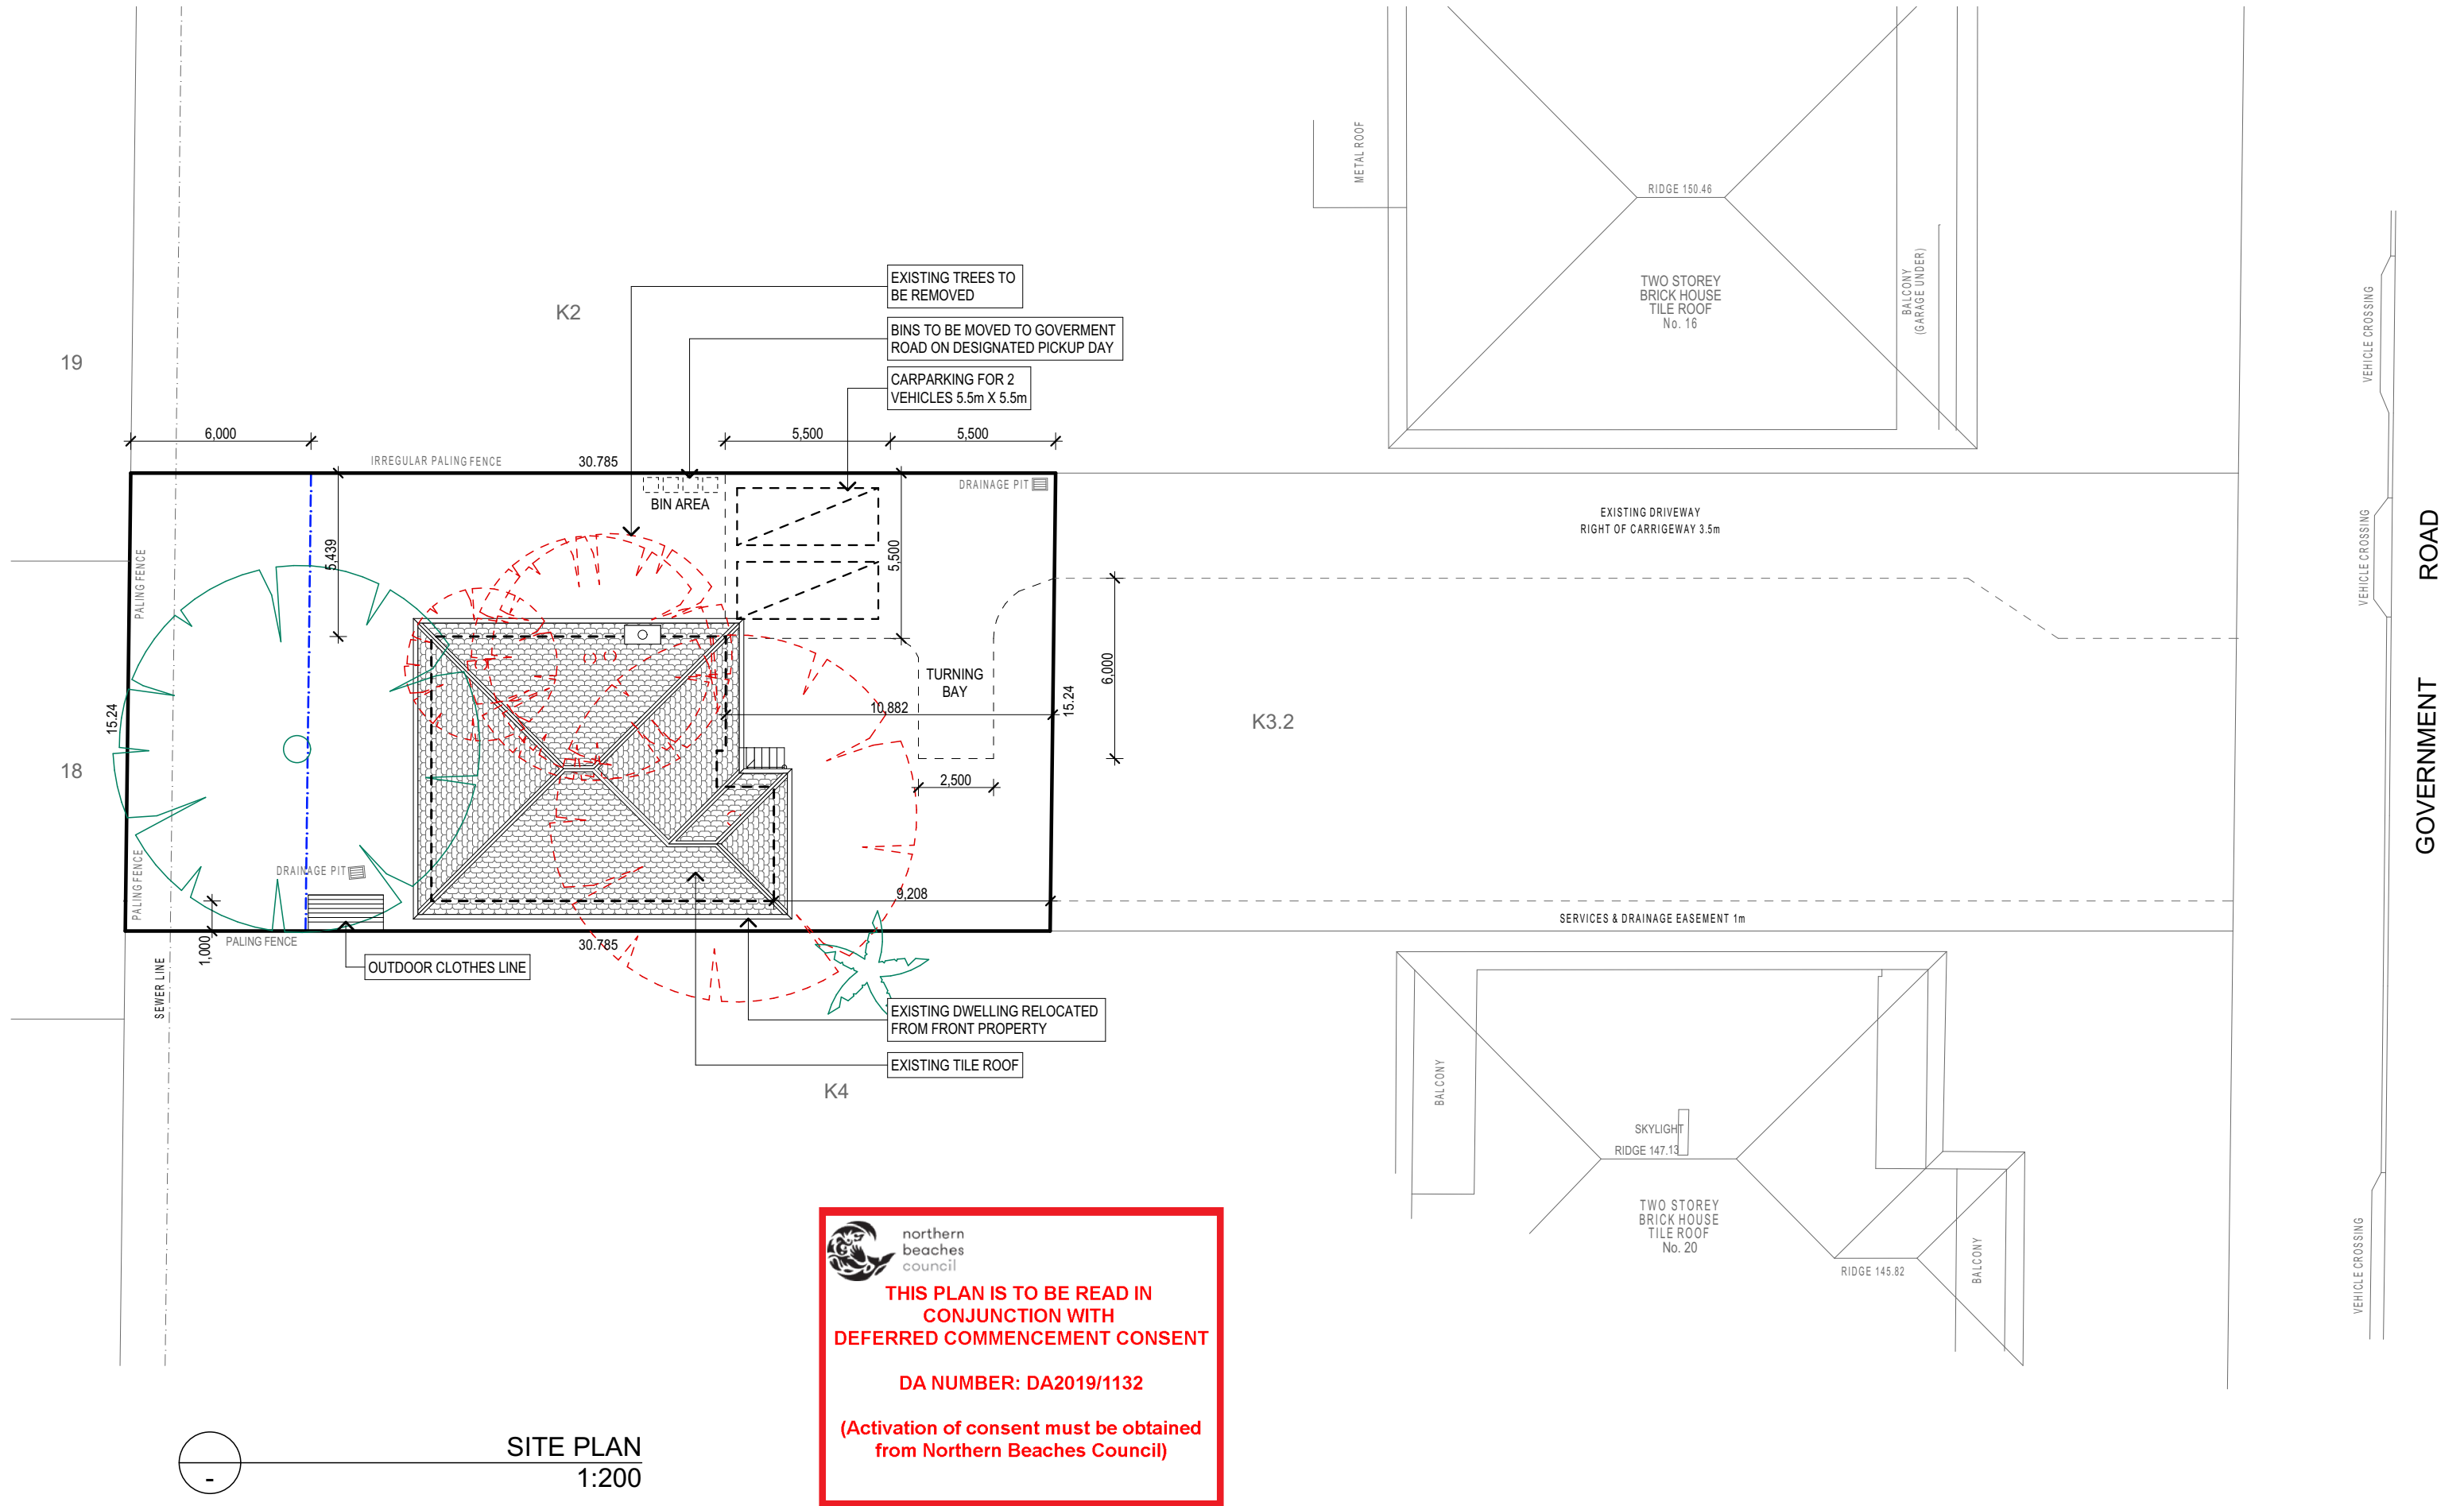 METAL ROOF
RIDGE 150.46
TWO STOREY
BRICK HOUSE
TILE ROOF
No. 16
BALCONY
(GARAGE UNDER)
VEHICLE CROSSING
EXISTING TREES TO
BE REMOVED
K2
BINS TO BE MOVED TO GOVERMENT
ROAD ON DESIGNATED PICKUP DAY
19
CARPARKING FOR 2
VEHICLES 5.5m X 5.5m
6,000
5,500
5,500
IRREGULAR PALING FENCE
30.785
DRAINAGE PIT
BIN AREA
EXISTING DRIVEWAY
RIGHT OF CARRIGEWAY 3.5m
VEHICLE CROSSING
ROAD
PALING FENCE
5,439
5,500
TURNING
BAY
6,000
15.24
10.882
15.24
K3.2
18
2,500
GOVERNMENT
PALING FENCE
DRAINAGE PIT
9,208
SERVICES & DRAINAGE EASEMENT 1m
1,000
PALING FENCE
30.785
OUTDOOR CLOTHES LINE
SEWER LINE
EXISTING DWELLING RELOCATED
FROM FRONT PROPERTY
EXISTING TILE ROOF
K4
BALCONY
SKYLIGHT
RIDGE 147.13
TWO STOREY
BRICK HOUSE
TILE ROOF
No. 20
RIDGE 145.82
BALCONY
VEHICLE CROSSING
northern
beaches
council
THIS PLAN IS TO BE READ IN
CONJUNCTION WITH
DEFERRED COMMENCEMENT CONSENT
DA NUMBER: DA2019/1132
(Activation of consent must be obtained
from Northern Beaches Council)
SITE PLAN
1:200
-